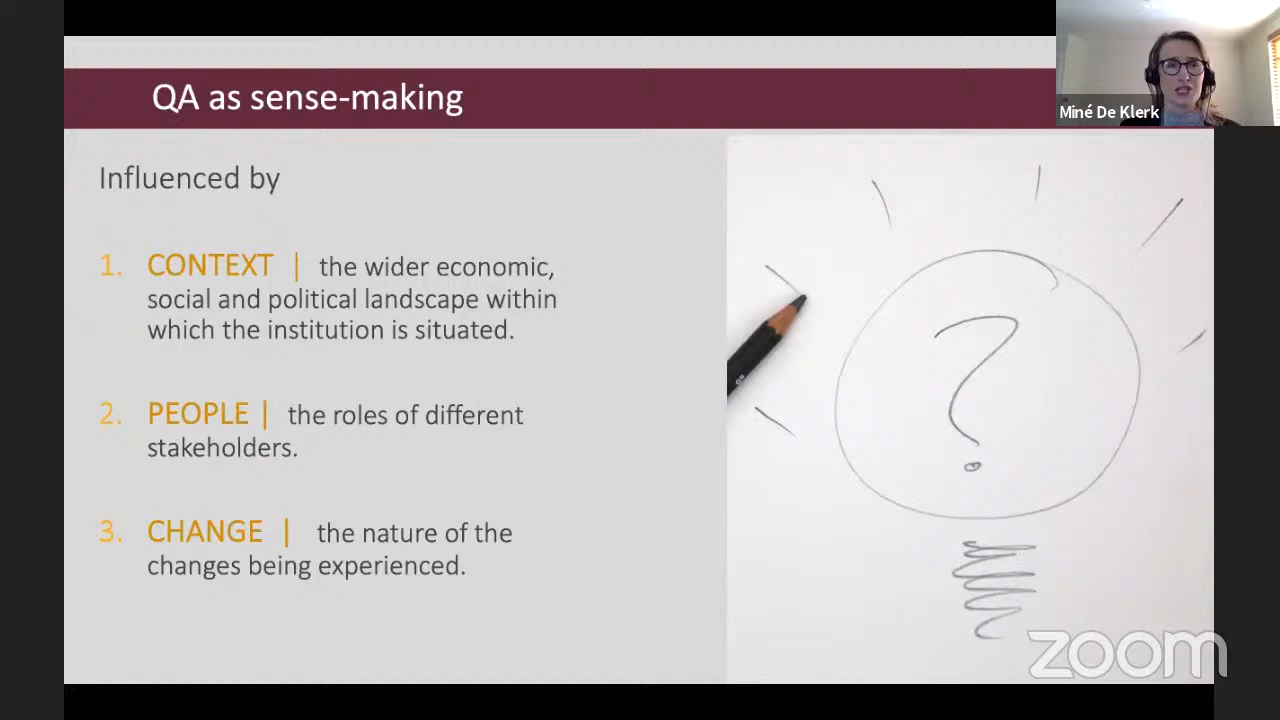 QA as sense-making
Miné De Klerk
Influenced by
1. CONTEXT | the wider economic,
social and political landscape within
which the institution is situated.
2. PEOPLE | the roles of different
stakeholders.
3. CHANGE | the nature of the
changes being experienced.
?
zoom